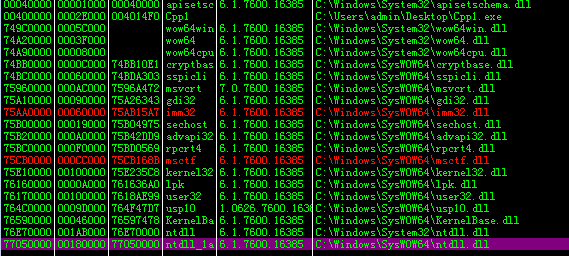 00040000 00001000 00040000 apisetsc 6.1.7600.16385 C:\Windows\System32\apisetschema.dll
00400000 0002E000 004014F0 Cpp1 C:\Users\admin\Desktop\Cpp1.exe
749C0000 0005C000 wow64win 6.1.7600.16385 C:\Windows\System32\wow64win.dll
74A20000 0003F000 wow64 6.1.7600.16385 C:\Windows\System32\wow64.dll
74A90000 00008000 wow64cpu 6.1.7600.16385 C:\Windows\System32\wow64cpu.dll
74BB0000 0000C000 74BB10E1 cryptbas 6.1.7600.16385 C:\Windows\SysWOW64\cryptbase.dll
74BC0000 00060000 74BDA303 sspicli 6.1.7600.16385 C:\Windows\SysWOW64\sspicli.dll
75960000 000AC000 7596A472 msvcrt 7.0.7600.16385 C:\Windows\SysWOW64\msvcrt.dll
75A10000 00090000 75A26343 gdi32 6.1.7600.16385 C:\Windows\SysWOW64\gdi32.dll
75AA0000 00060000 75AB15A7 imm32 6.1.7600.16385 C:\Windows\SysWOW64\imm32.dll
75B00000 00019000 75B04975 sechost 6.1.7600.16385 C:\Windows\SysWOW64\sechost.dll
75B20000 000A0000 75B42DD9 advapi32 6.1.7600.16385 C:\Windows\SysWOW64\advapi32.dll
75BC0000 000F0000 75BD0569 rpcrt4 6.1.7600.16385 C:\Windows\SysWOW64\rpcrt4.dll
75CB0000 000CC000 75CB168B msctf 6.1.7600.16385 C:\Windows\SysWOW64\msctf.dll
75E10000 00100000 75E235C8 kernel32 6.1.7600.16385 C:\Windows\SysWOW64\kernel32.dll
76160000 0000A000 761636A0 lpk 6.1.7600.16385 C:\Windows\SysWOW64\lpk.dll
76170000 00100000 7618AE99 user32 6.1.7600.16385 C:\Windows\SysWOW64\user32.dll
764C0000 0009D000 764F47D7 usp10 1.0626.7600.1638 C:\Windows\SysWOW64\usp10.dll
76590000 00046000 76597478 KernelBa 6.1.7600.16385 C:\Windows\SysWOW64\KernelBase.dll
76E70000 001AB000 76E70000 ntdll 6.1.7600.16385 C:\Windows\System32\ntdll.dll
77050000 00180000 77050000 ntdll_1a 6.1.7600.16385 C:\Windows\SysWOW64\ntdll.dll